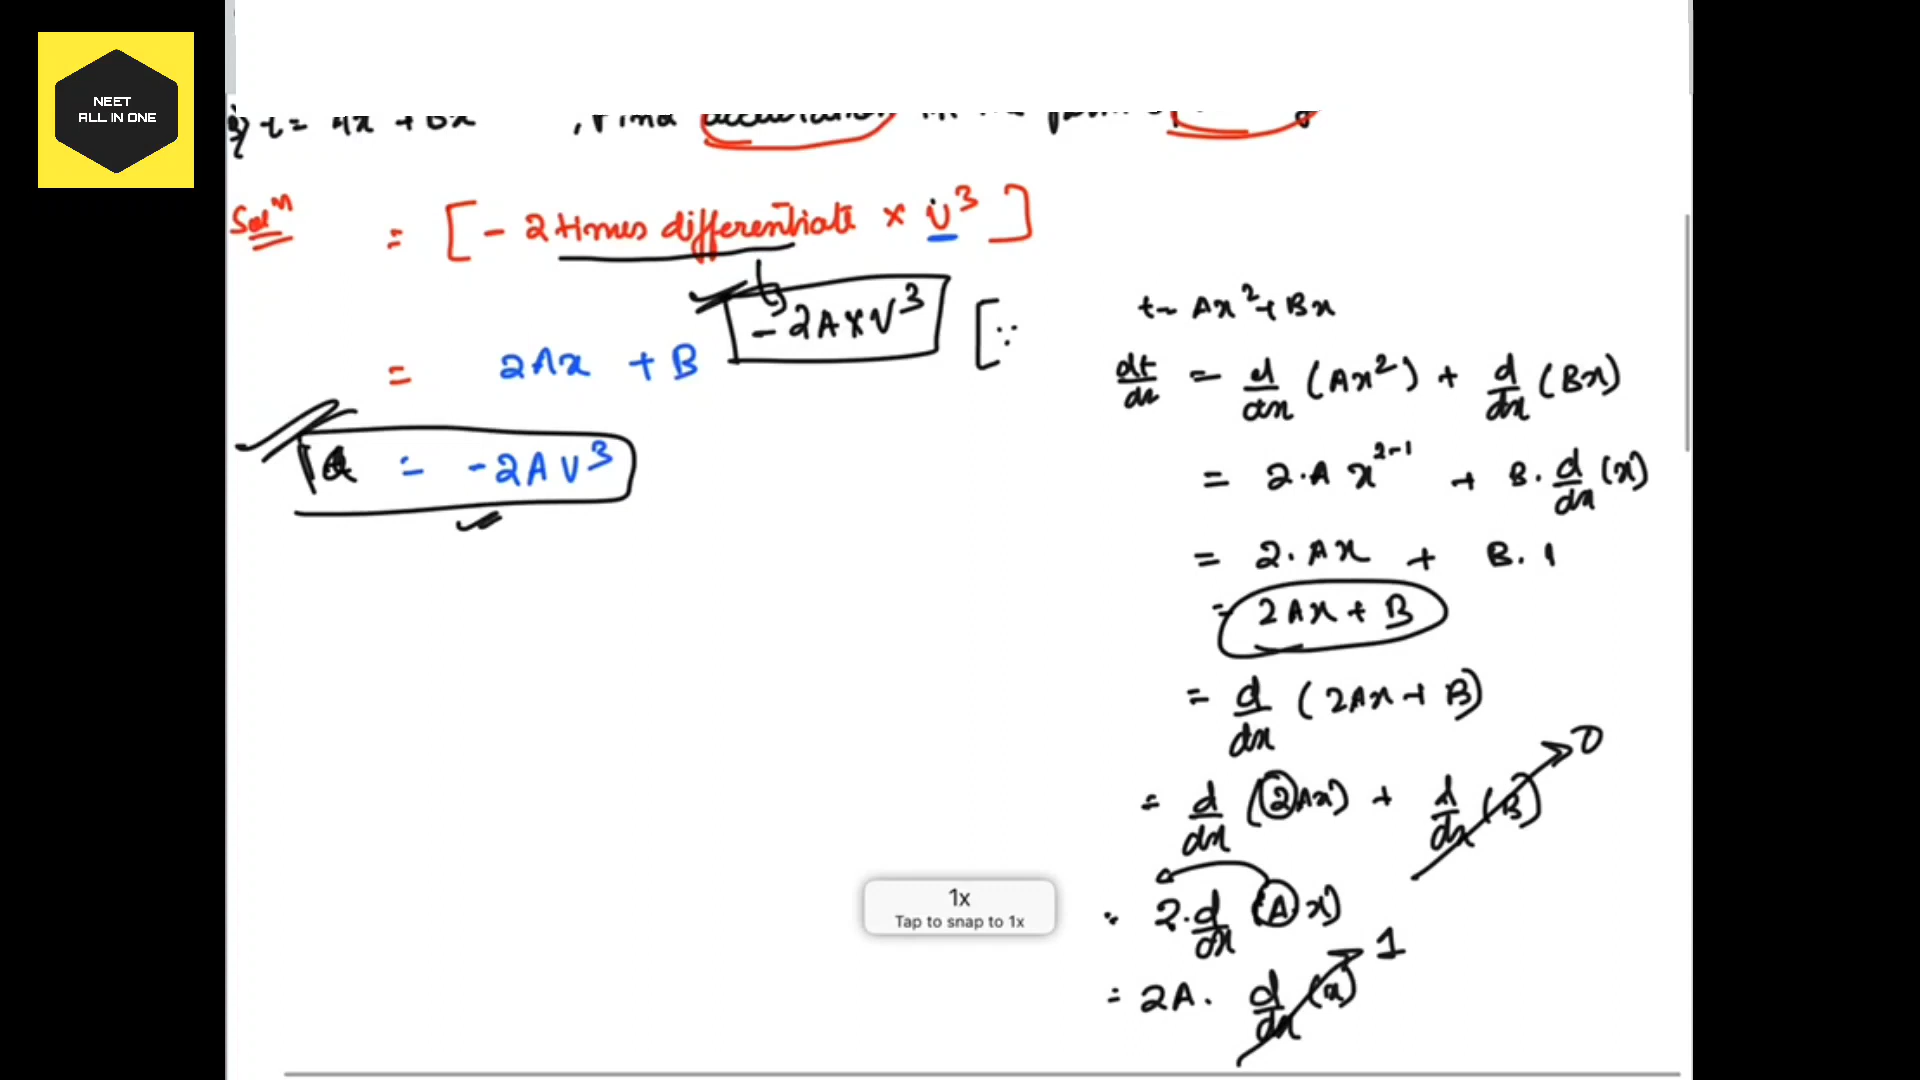 NEET
ALL IN ONE
t = Ax + Bx , Find
Solⁿ = [ - 2 times differentiate × v³ ]
- 2A×V³ [∵
= 2Ax + B
a = -2AV³
t = Ax² + Bx
dt/dx = d/dx (Ax²) + d/dx (Bx)
= 2.A x²⁻¹ + B. d/dx (x)
= 2.Ax + B.1
= 2Ax + B
= d/dx (2Ax + B)
= d/dx (2Ax) + d/dx (B) 0
= 2. d/dx (A.x)
= 2A. d/dx (x) 1
1x
Tap to snap to 1x